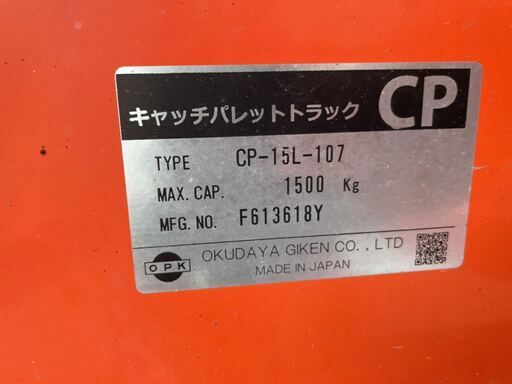 キャッチパレットトラック CP
TYPE CP-15L-107
MAX. CAP. 1500 Kg
MFG. NO. F613618Y
O.P.K OKUDAYA GIKEN CO., LTD
MADE IN JAPAN